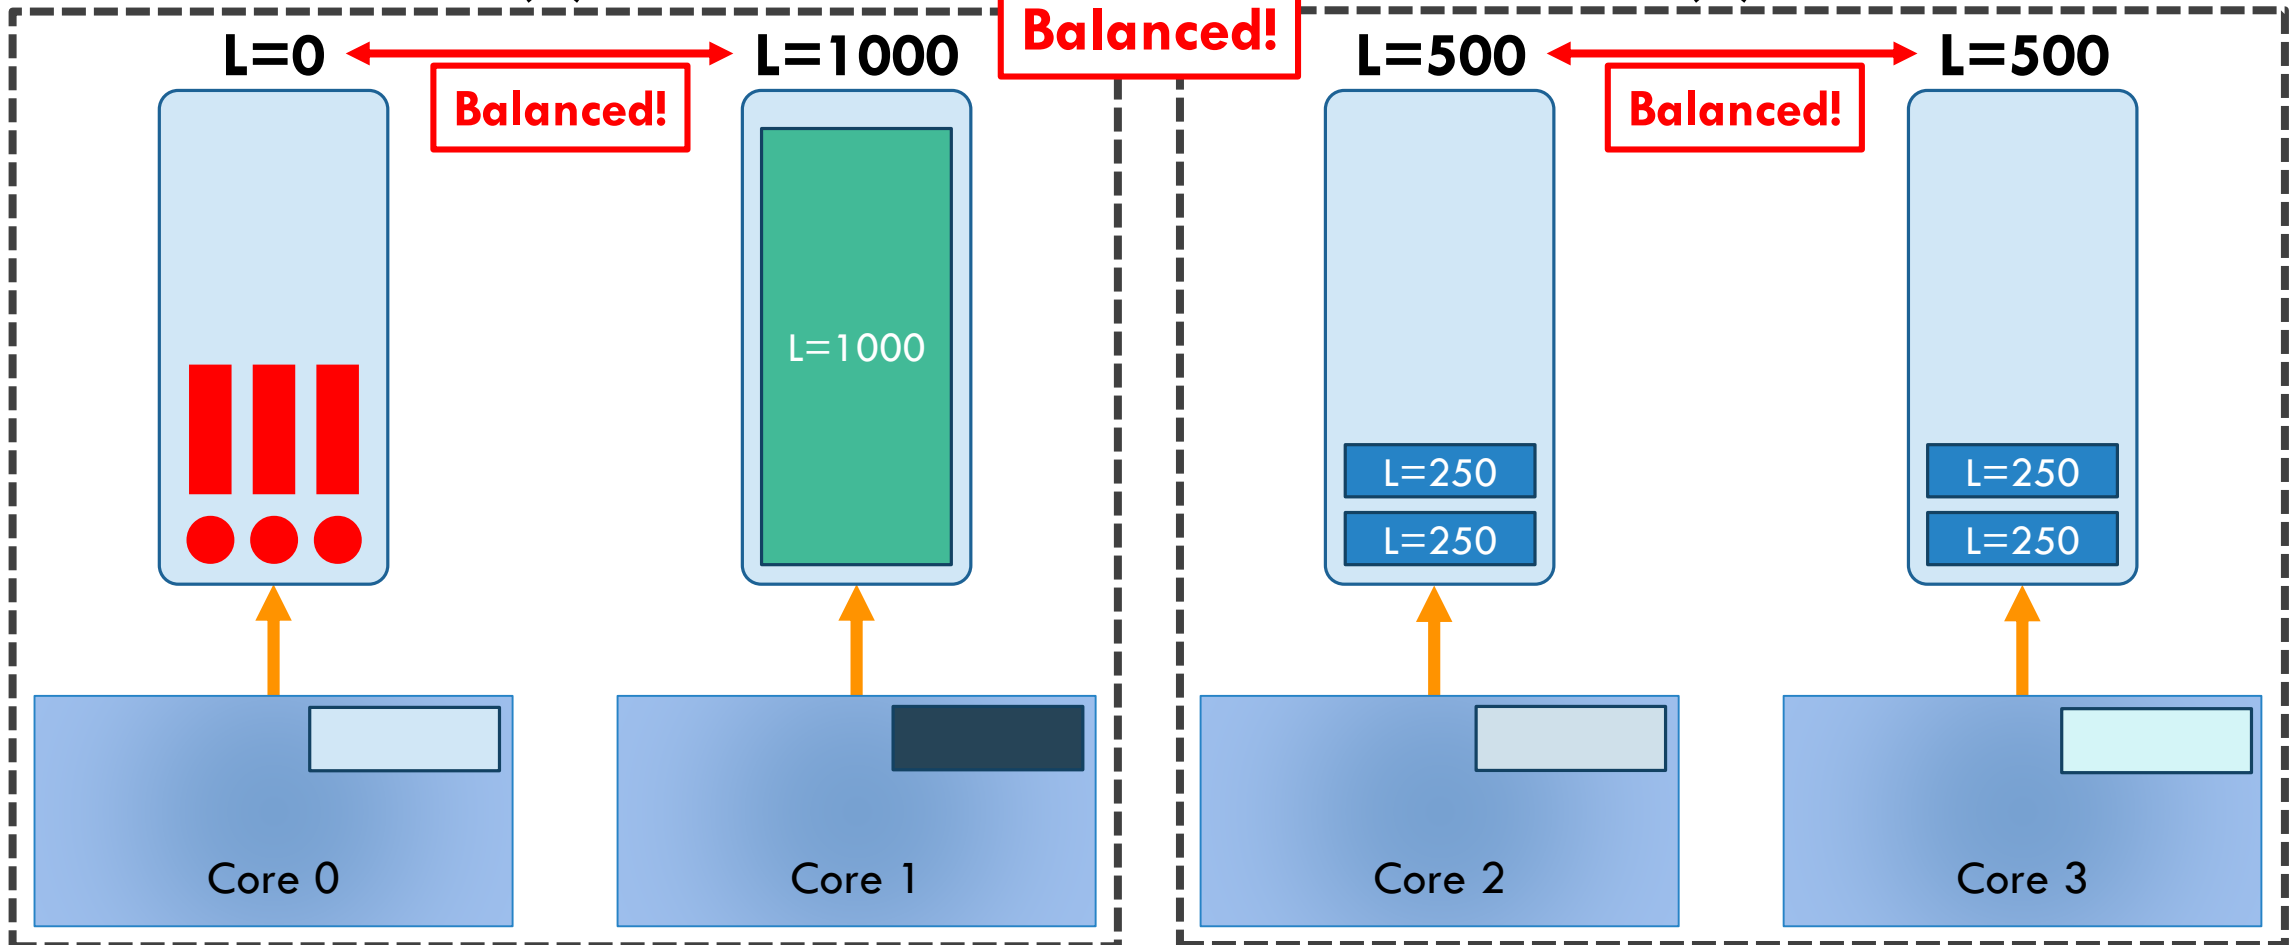 Balanced!
L=0
L=1000
L=500
L=500
Balanced!
Balanced!
L=1000
L=250
L=250
L=250
L=250
Core 0
Core 1
Core 2
Core 3